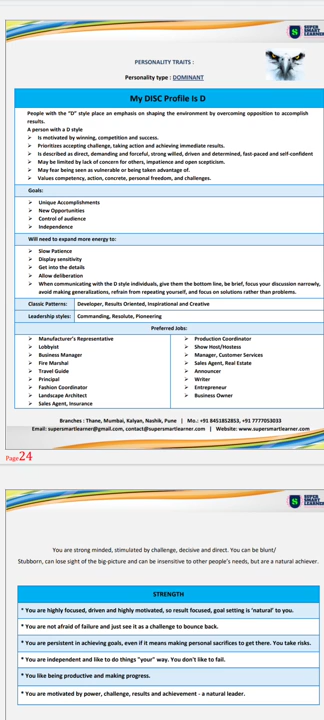 SUPER
SMART
LEARNER
PERSONALITY TRAITS :
Personality type : DOMINANT
My DISC Profile Is D
People with the "D" style place an emphasis on shaping the environment by overcoming opposition to accomplish
results.
A person with a D style
➢ Is motivated by winning, competition and success.
➢ Prioritizes accepting challenge, taking action and achieving immediate results.
➢ Is described as direct, demanding and forceful, strong willed, driven and determined, fast-paced and self-confident
➢ May be limited by lack of concern for others, impatience and open skepticism.
➢ May fear being seen as vulnerable or being taken advantage of.
➢ Values competency, action, concrete, personal freedom, and challenges.
Goals:
➢ Unique Accomplishments
➢ New Opportunities
➢ Control of audience
➢ Independence
Will need to expand more energy to:
➢ Slow Patience
➢ Display sensitivity
➢ Get into the details
➢ Allow deliberation
➢ When communicating with the D style individuals, give them the bottom line, be brief, focus your discussion narrowly,
avoid making generalizations, refrain from repeating yourself, and focus on solutions rather than problems.
Classic Patterns: Developer, Results Oriented, Inspirational and Creative
Leadership styles: Commanding, Resolute, Pioneering
Preferred Jobs:
➢ Manufacturer's Representative
➢ Lobbyist
➢ Business Manager
➢ Fire Marshal
➢ Travel Guide
➢ Principal
➢ Fashion Coordinator
➢ Landscape Architect
➢ Sales Agent, Insurance
➢ Production Coordinator
➢ Show Host/Hostess
➢ Manager, Customer Services
➢ Sales Agent, Real Estate
➢ Announcer
➢ Writer
➢ Entrepreneur
➢ Business Owner
Branches : Thane, Mumbai, Kalyan, Nashik, Pune | Mo.: +91 8451852853, +91 7777053033
Email: supersmartlearner@gmail.com, contact@supersmartlearner.com | Website: www.supersmartlearner.com
Page24
SUPER
SMART
LEARNER
You are strong minded, stimulated by challenge, decisive and direct. You can be blunt/
Stubborn, can lose sight of the big-picture and can be insensitive to other people's needs, but are a natural achiever.
STRENGTH
* You are highly focused, driven and highly motivated, so result focused, goal setting is 'natural' to you.
* You are not afraid of failure and just see it as a challenge to bounce back.
* You are persistent in achieving goals, even if it means making personal sacrifices to get there. You take risks.
* You are independent and like to do things "your" way. You don't like to fail.
* You like being productive and making progress.
* You are motivated by power, challenge, results and achievement - a natural leader.